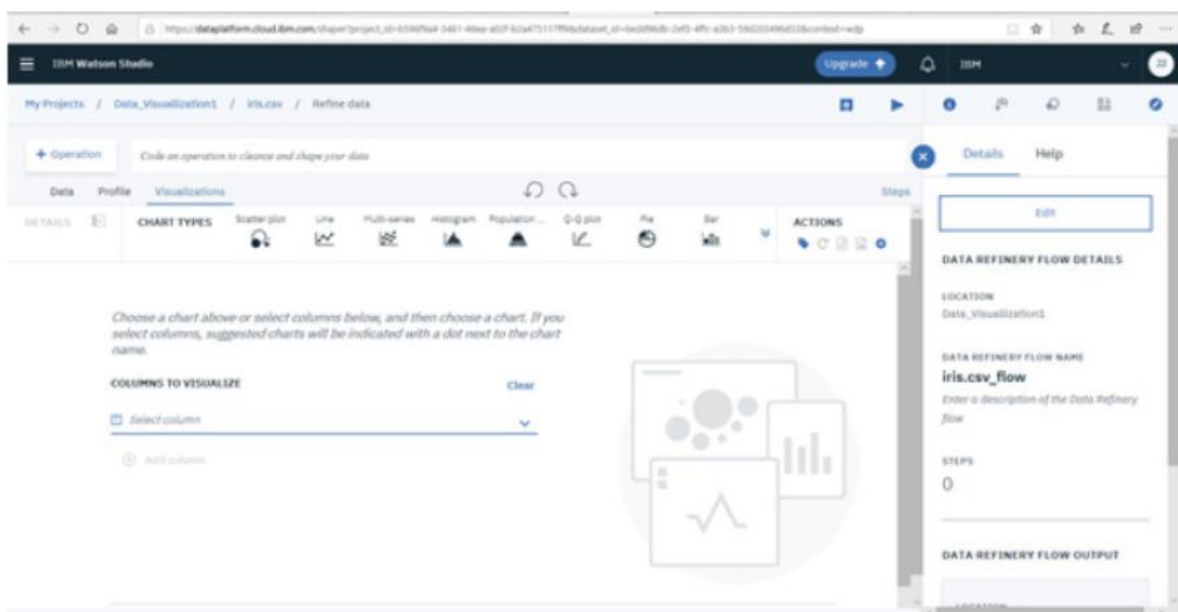 IBM Watson Studio
Upgrade
IBM
My Projects / Data_Visualization1 / iris.csv / Refine data
+ Operation
Code an operation to cleanse and shape your data
Data Profile Visualizations
Steps
DETAILS
CHART TYPES
Scatter plot Line Multi-series Histogram Population ... Q-Q plot Pie Bar
ACTIONS
Choose a chart above or select columns below, and then choose a chart. If you
select columns, suggested charts will be indicated with a dot next to the chart
name.
COLUMNS TO VISUALIZE
Clear
Select column
Add column
Details Help
Edit
DATA REFINERY FLOW DETAILS
LOCATION
Data_Visualization1
DATA REFINERY FLOW NAME
iris.csv_flow
Enter a description of the Data Refinery
flow
STEPS
0
DATA REFINERY FLOW OUTPUT
LOCATION